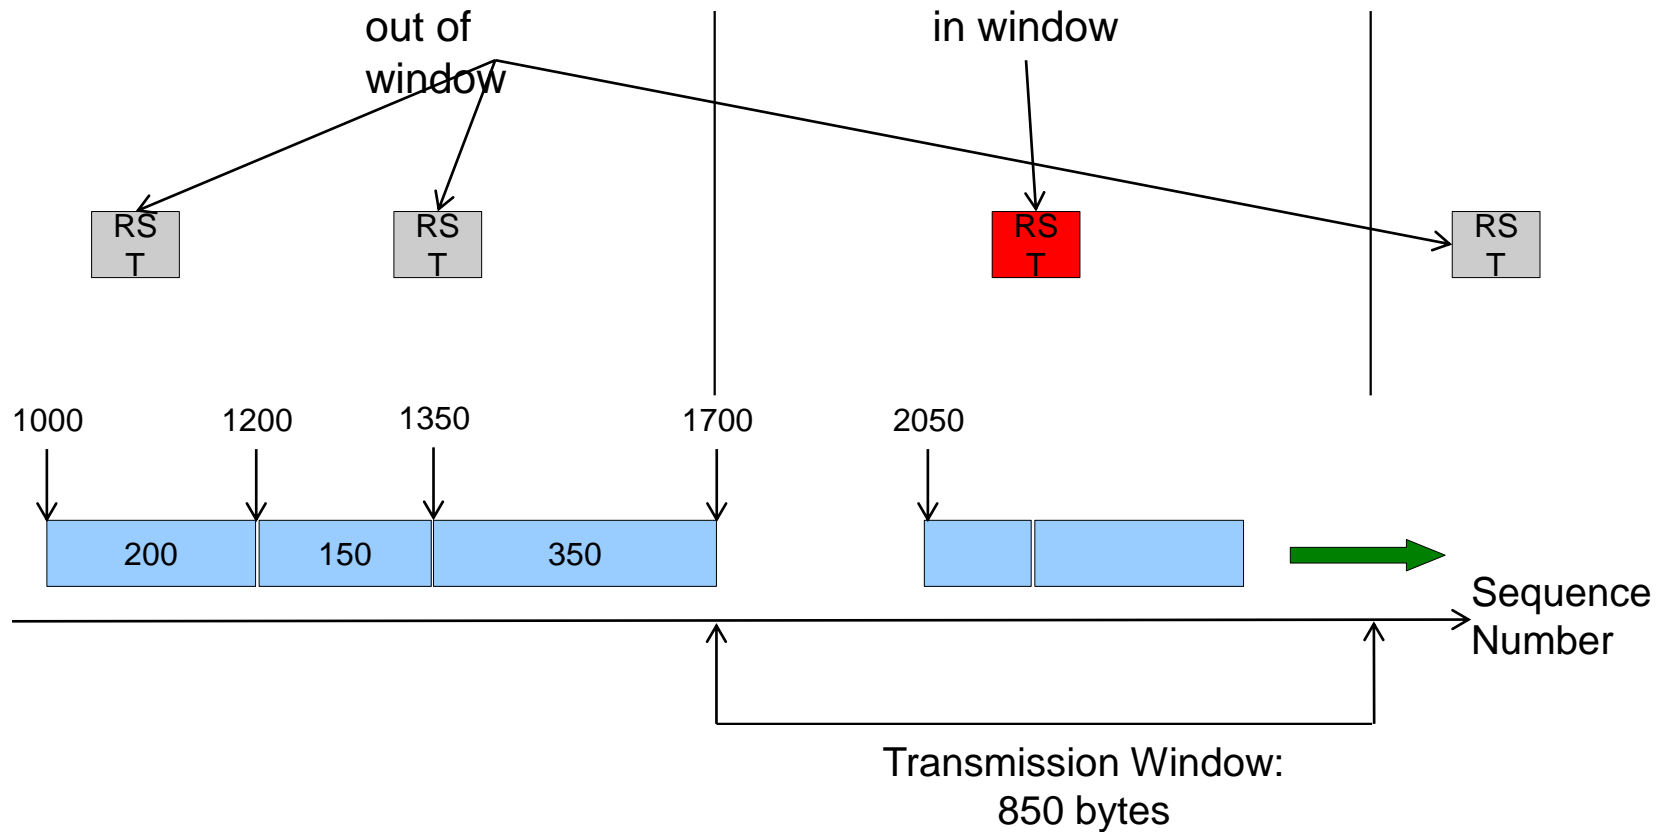 out of
window
in window
RS
T
RS
T
RS
T
RS
T
1000
1200
1350
1700
2050
200
150
350
Sequence
Number
Transmission Window:
850 bytes